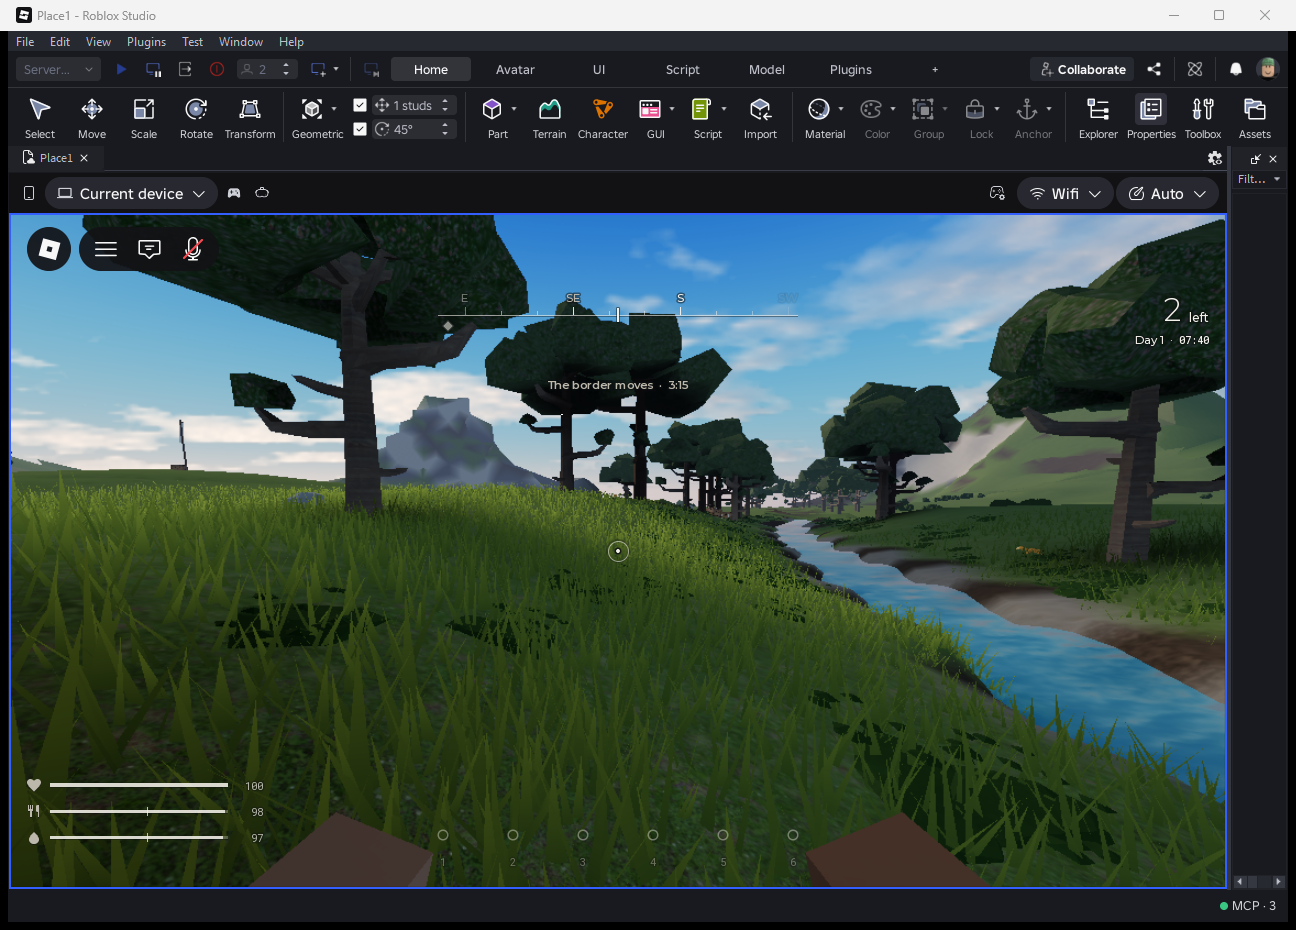 Place1 - Roblox Studio
File Edit View Plugins Test Window Help
Server... 2 Home Avatar UI Script Model Plugins + Collaborate
1 studs
45°
Select Move Scale Rotate Transform Geometric Part Terrain Character GUI Script Import Material Color Group Lock Anchor Explorer Properties Toolbox Assets
Place1
Filt...
Current device Wifi Auto
E SE S SW
2 left
Day 1 · 07:40
The border moves · 3:15
100
98
97
1 2 3 4 5 6
MCP · 3